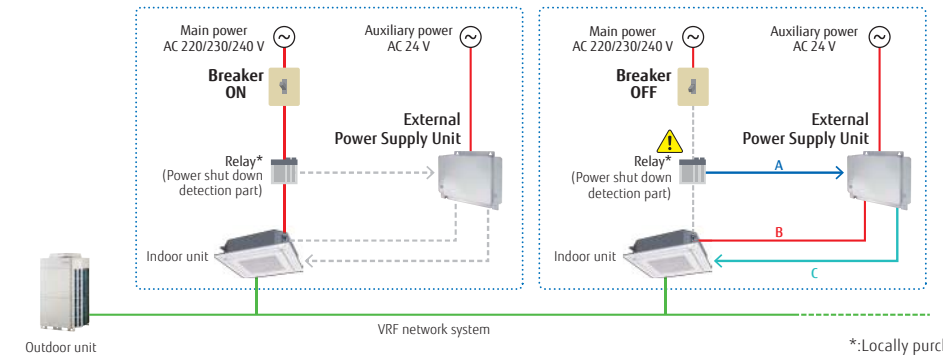 Main power
AC 220/230/240 V
Auxiliary power
AC 24 V
Breaker
ON
External
Power Supply Unit
Relay*
(Power shut down
detection part)
Indoor unit
Main power
AC 220/230/240 V
Auxiliary power
AC 24 V
Breaker
OFF
External
Power Supply Unit
Relay*
(Power shut down
detection part)
A
B
C
Indoor unit
VRF network system
Outdoor unit
*:Locally